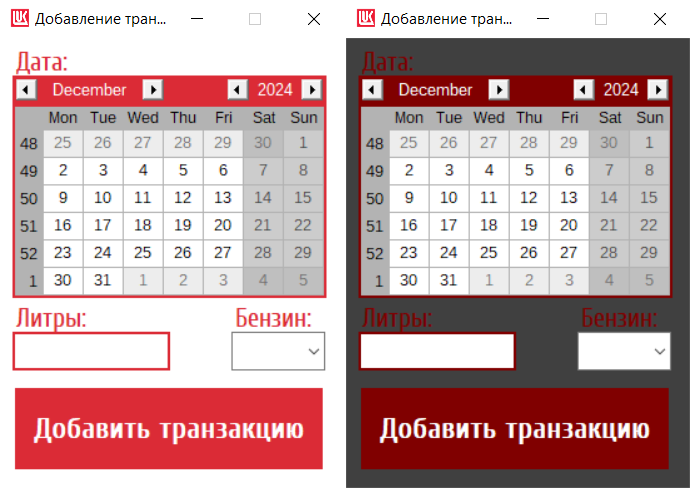 Добавление тран...
Дата:
December 2024
Mon Tue Wed Thu Fri Sat Sun
48 25 26 27 28 29 30 1
49 2 3 4 5 6 7 8
50 9 10 11 12 13 14 15
51 16 17 18 19 20 21 22
52 23 24 25 26 27 28 29
1 30 31 1 2 3 4 5
Литры: Бензин:
Добавить транзакцию
Добавление тран...
Дата:
December 2024
Mon Tue Wed Thu Fri Sat Sun
48 25 26 27 28 29 30 1
49 2 3 4 5 6 7 8
50 9 10 11 12 13 14 15
51 16 17 18 19 20 21 22
52 23 24 25 26 27 28 29
1 30 31 1 2 3 4 5
Литры: Бензин:
Добавить транзакцию